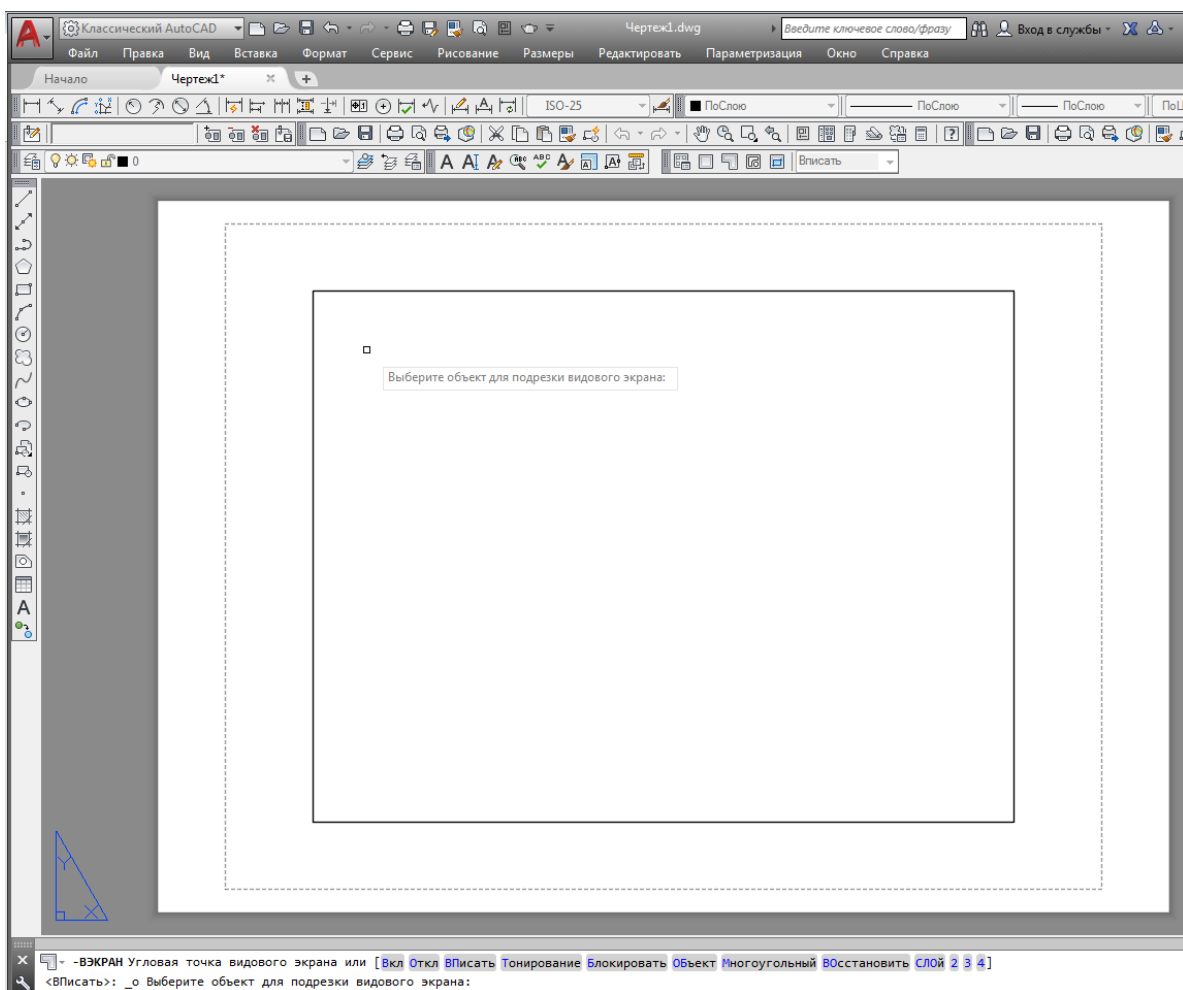 Классический AutoCAD Чертеж1.dwg Введите ключевое слово/фразу Вход в службы
Файл Правка Вид Вставка Формат Сервис Рисование Размеры Редактировать Параметризация Окно Справка
Начало Чертеж1* +
ISO-25 ПоСлою ПоСлою ПоСлою
0 Вписать
Выберите объект для подрезки видового экрана:
Y
X
-ВЭКРАН Угловая точка видового экрана или [Вкл Откл ВПисать Тонирование Блокировать ОБъект Многоугольный ВОсстановить СЛОй 2 3 4]
<ВПисать>: _o Выберите объект для подрезки видового экрана: